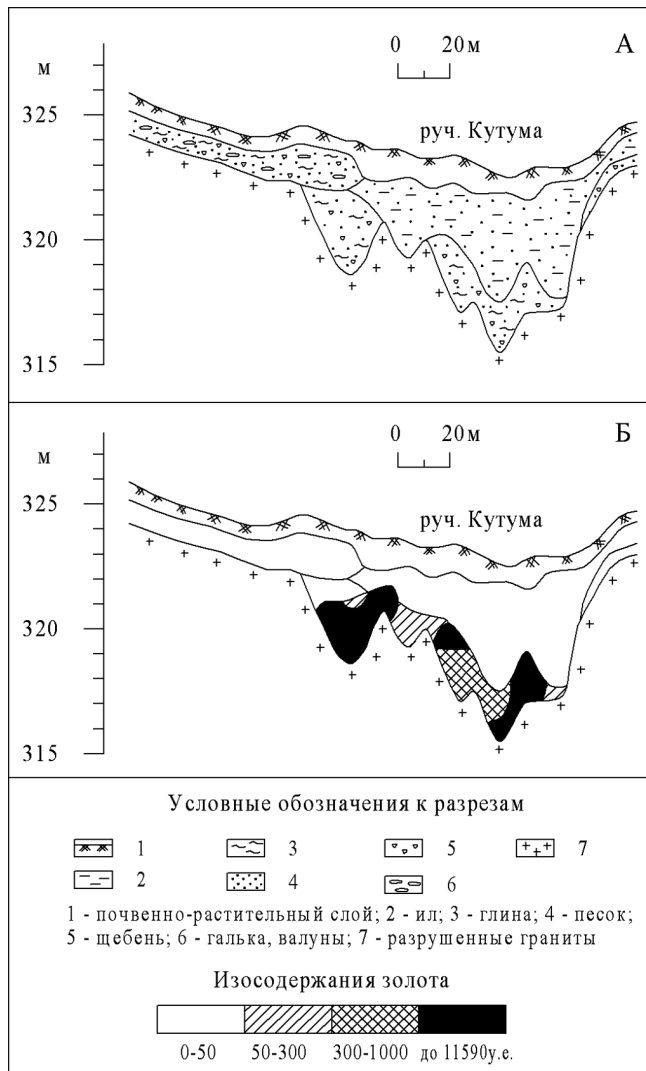 0 20 м А
м
325
руч. Кутума
320
315
0 20 м Б
м
325
руч. Кутума
320
315
Условные обозначения к разрезам
1 3 5 7
2 4 6
1 - почвенно-растительный слой; 2 - ил; 3 - глина; 4 - песок;
5 - щебень; 6 - галька, валуны; 7 - разрушенные граниты
Изосодержания золота
0-50 50-300 300-1000 до 11590у.е.